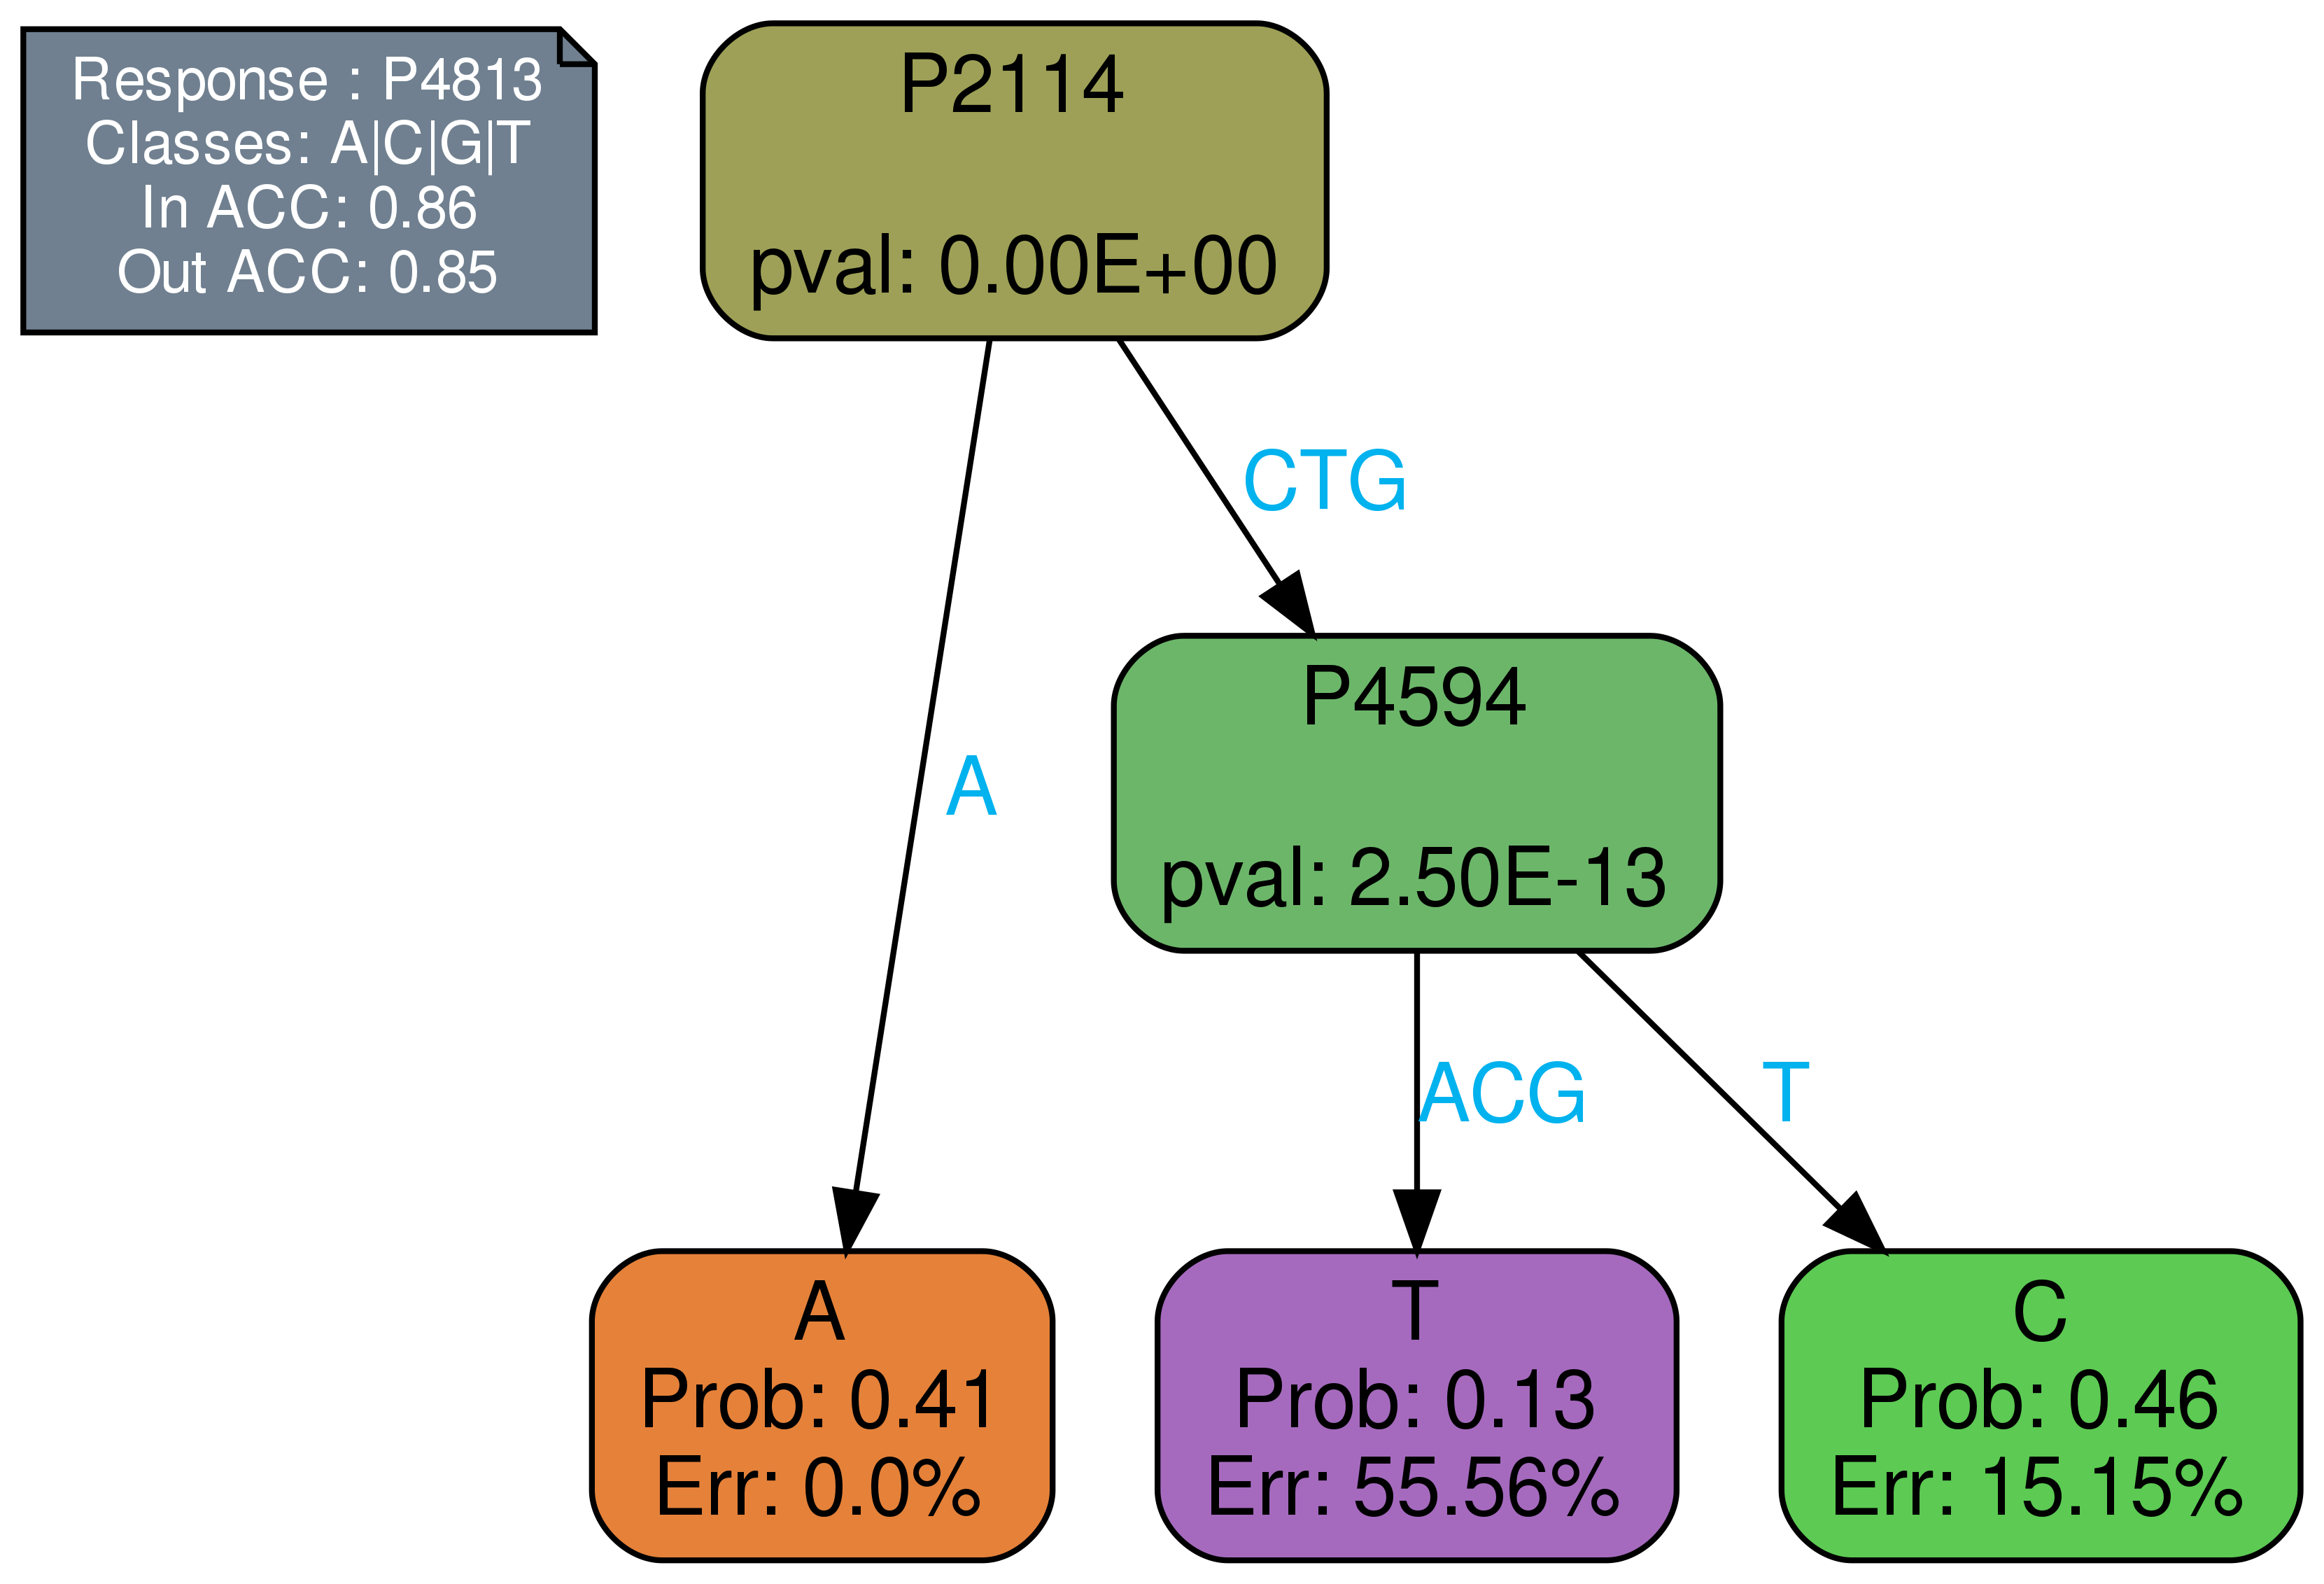 Response : P4813
Classes: A|C|G|T
In ACC: 0.86
Out ACC: 0.85
P2114
pval: 0.00E+00
CTG
A
P4594
pval: 2.50E-13
ACG
T
A
Prob: 0.41
Err: 0.0%
T
Prob: 0.13
Err: 55.56%
C
Prob: 0.46
Err: 15.15%